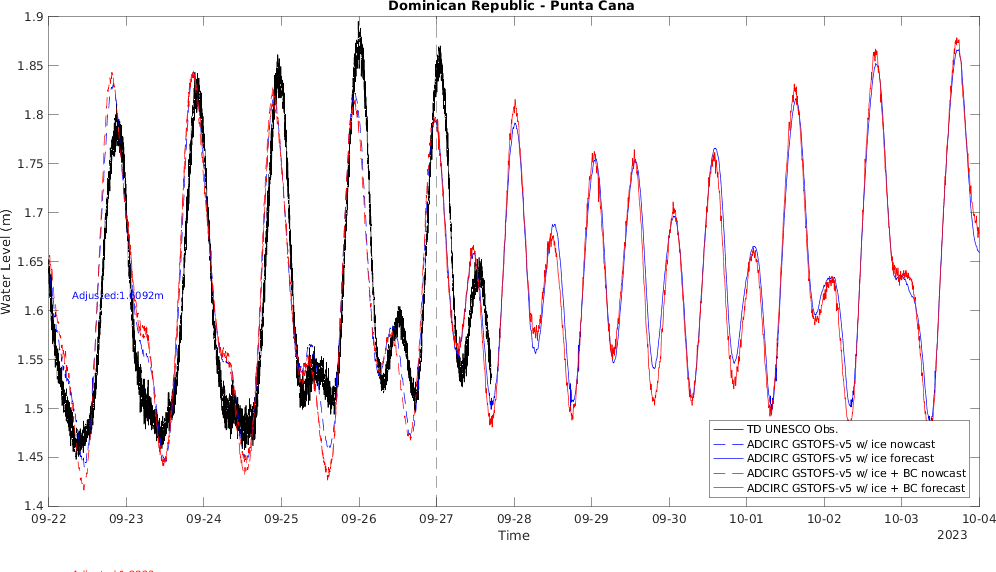 Dominican Republic - Punta Cana
1.9
1.85
1.8
1.75
1.7
1.65
1.6
1.55
1.5
1.45
1.4
Water Level (m)
Adjusted:1.6092m
TD UNESCO Obs.
ADCIRC GSTOFS-v5 w/ ice nowcast
ADCIRC GSTOFS-v5 w/ ice forecast
ADCIRC GSTOFS-v5 w/ ice + BC nowcast
ADCIRC GSTOFS-v5 w/ ice + BC forecast
09-22 09-23 09-24 09-25 09-26 09-27 09-28 09-29 09-30 10-01 10-02 10-03 10-04
Time
2023